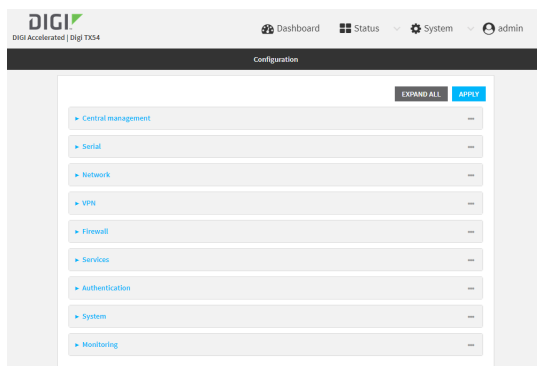 DIGI
DIGI Accelerated | Digi TX54
Dashboard
Status
System
admin
Configuration
EXPAND ALL
APPLY
Central management
Serial
Network
VPN
Firewall
Services
Authentication
System
Monitoring